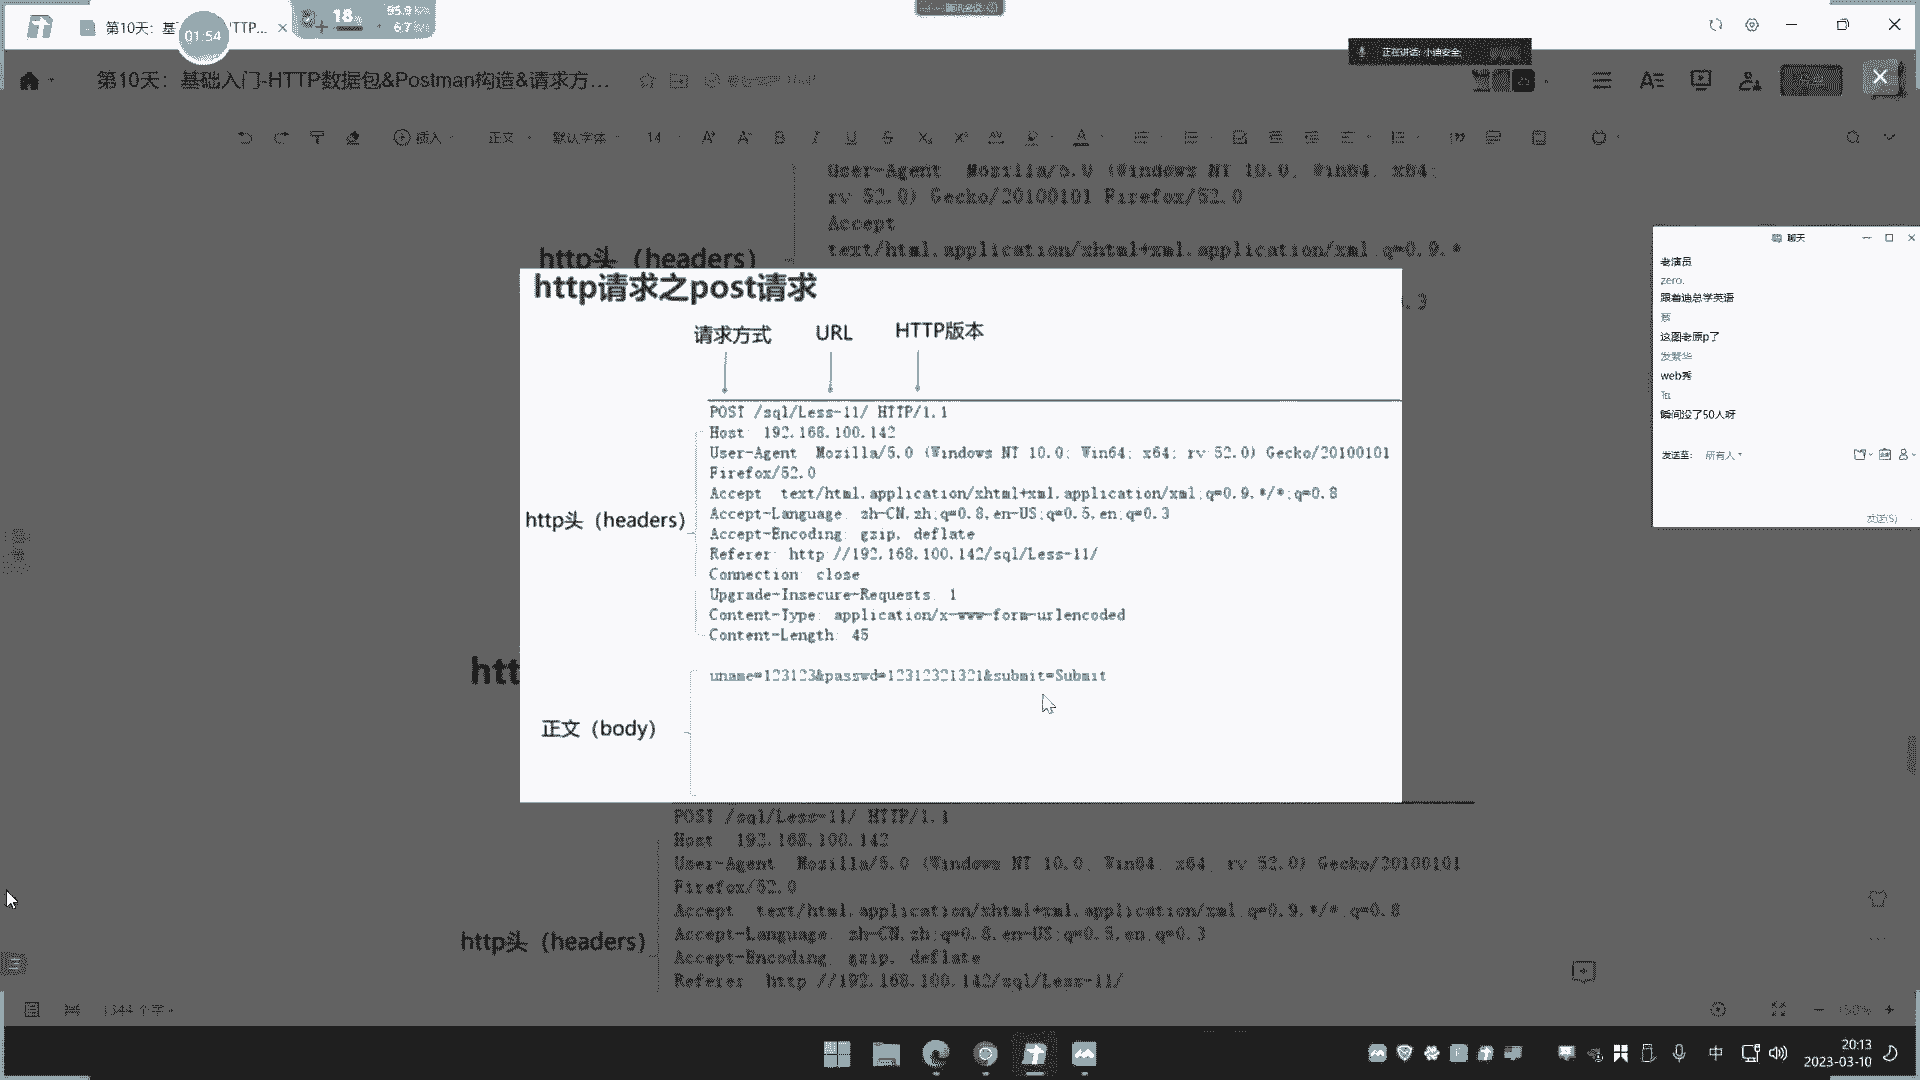 第10天：基
TTP...
01:54
18
95.9
6.7
正在讲话: 小迪安全
第10天：基础入门-HTTP数据包&Postman构造&请求方...
插入
正文
默认字体
14
User-Agent Mozilla/5.0 (Windows NT 10.0; Win64; x64;
rv 52.0) Gecko/20100101 Firefox/52.0
Accept
text/html,application/xhtml+xml,application/xml;q=0.9,*
http头（headers）
http请求之post请求
请求方式 URL HTTP版本
POST /sql/Less-11/ HTTP/1.1
Host: 192.168.100.142
User-Agent: Mozilla/5.0 (Windows NT 10.0; Win64; x64; rv:52.0) Gecko/20100101
Firefox/52.0
Accept: text/html,application/xhtml+xml,application/xml;q=0.9,*/*;q=0.8
Accept-Language: zh-CN,zh;q=0.8,en-US;q=0.5,en;q=0.3
Accept-Encoding: gzip, deflate
Referer: http://192.168.100.142/sql/Less-11/
Connection: close
Upgrade-Insecure-Requests: 1
Content-Type: application/x-www-form-urlencoded
Content-Length: 45
http头（headers）
uname=123123&passwd=12312321321&submit=Submit
正文（body）
htt
POST /sql/Less-11/ HTTP/1.1
Host 192.168.100.142
User-Agent Mozilla/5.0 (Windows NT 10.0; Win64; x64; rv 52.0) Gecko/20100101
Firefox/52.0
Accept text/html,application/xhtml+xml,application/xml;q=0.9,*/*;q=0.8
Accept-Language zh-CN,zh;q=0.8,en-US;q=0.5,en;q=0.3
Accept-Encoding gzip, deflate
Referer http //192.168.100.142/sql/Less-11/
http头（headers）
聊天
老演员
zero.
跟着迪总学英语
这图老原p了
发繁华
web秀
瞬间没了50人呀
发送至: 所有人
发送(S)
1344 个字
中
20:13
2023-03-10